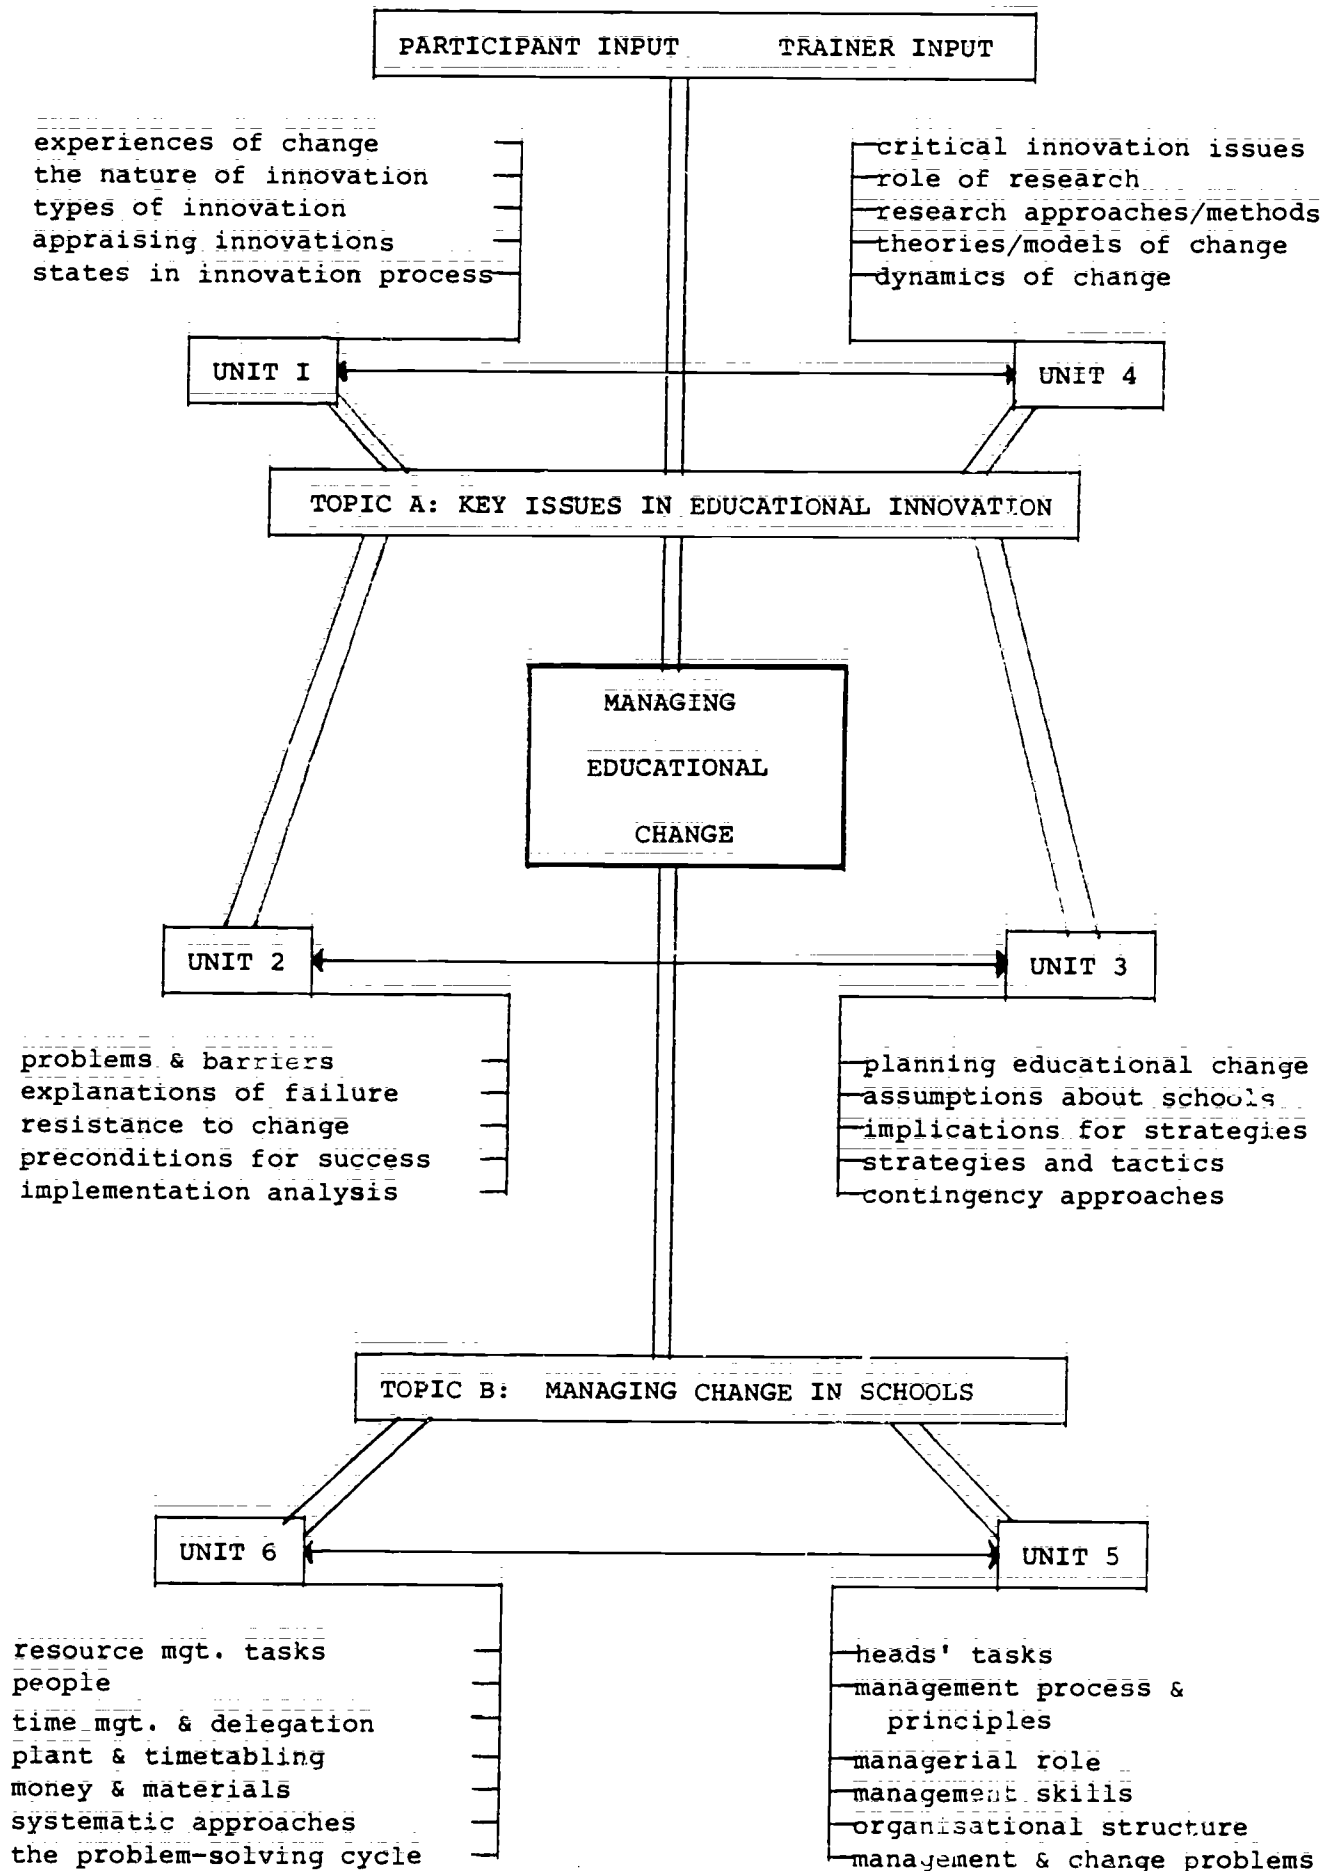 PARTICIPANT INPUT TRAINER INPUT
experiences of change
the nature of innovation
types of innovation
appraising innovations
states in innovation process
critical innovation issues
role of research
research approaches/methods
theories/models of change
dynamics of change
UNIT I
UNIT 4
TOPIC A: KEY ISSUES IN EDUCATIONAL INNOVATION
MANAGING
EDUCATIONAL
CHANGE
UNIT 2
UNIT 3
problems & barriers
explanations of failure
resistance to change
preconditions for success
implementation analysis
planning educational change
assumptions about schools
implications for strategies
strategies and tactics
contingency approaches
TOPIC B: MANAGING CHANGE IN SCHOOLS
UNIT 6
UNIT 5
resource mgt. tasks
people
time mgt. & delegation
plant & timetabling
money & materials
systematic approaches
the problem-solving cycle
heads' tasks
management process &
principles
managerial role
management skills
organisational structure
management & change problems